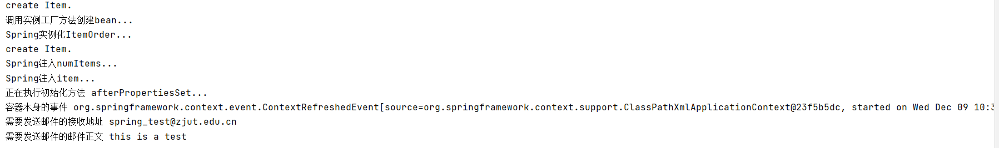 create Item.
调用实例工厂方法创建bean...
Spring实例化ItemOrder...
create Item.
Spring注入numItems...
Spring注入item...
正在执行初始化方法 afterPropertiesSet...
容器本身的事件 org.springframework.context.event.ContextRefreshedEvent[source=org.springframework.context.support.ClassPathXmlApplicationContext@23f5b5dc, started on Wed Dec 09 10:3
需要发送邮件的接收地址 spring_test@zjut.edu.cn
需要发送邮件的邮件正文 this is a test